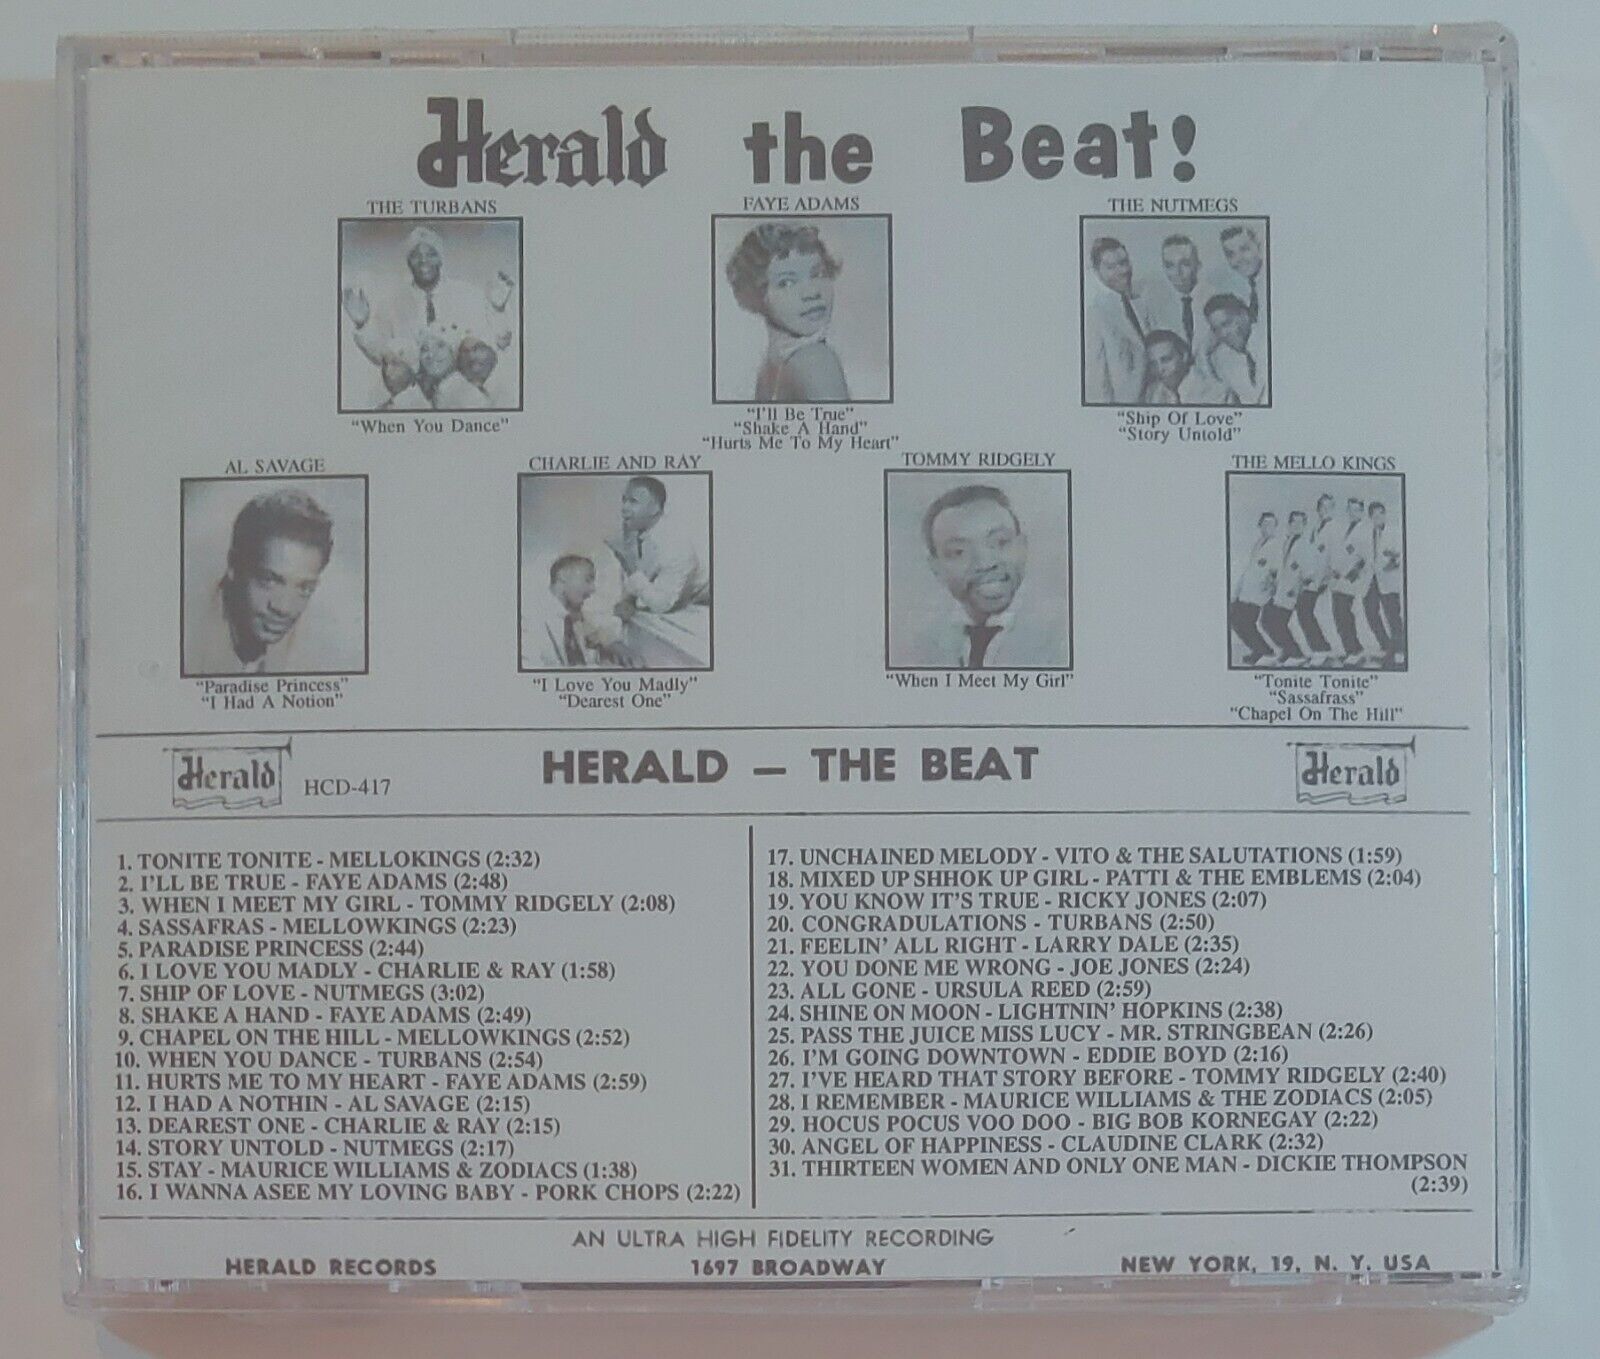 Herald the Beat!
THE TURBANS
FAYE ADAMS
THE NUTMEGS
"When You Dance"
"I'll Be True"
"Shake A Hand"
"Hurts Me To My Heart"
"Ship Of Love"
"Story Untold"
AL SAVAGE
CHARLIE AND RAY
TOMMY RIDGELY
THE MELLO KINGS
"Paradise Princess"
"I Had A Notion"
"I Love You Madly"
"Dearest One"
"When I Meet My Girl"
"Tonite Tonite"
"Sassafrass"
"Chapel On The Hill"
Herald
HCD-417
HERALD – THE BEAT
Herald
1. TONITE TONITE - MELLOKINGS (2:32)
2. I'LL BE TRUE - FAYE ADAMS (2:48)
3. WHEN I MEET MY GIRL - TOMMY RIDGELY (2:08)
4. SASSAFRAS - MELLOWKINGS (2:23)
5. PARADISE PRINCESS (2:44)
6. I LOVE YOU MADLY - CHARLIE & RAY (1:58)
7. SHIP OF LOVE - NUTMEGS (3:02)
8. SHAKE A HAND - FAYE ADAMS (2:49)
9. CHAPEL ON THE HILL - MELLOWKINGS (2:52)
10. WHEN YOU DANCE - TURBANS (2:54)
11. HURTS ME TO MY HEART - FAYE ADAMS (2:59)
12. I HAD A NOTHIN - AL SAVAGE (2:15)
13. DEAREST ONE - CHARLIE & RAY (2:15)
14. STORY UNTOLD - NUTMEGS (2:17)
15. STAY - MAURICE WILLIAMS & ZODIACS (1:38)
16. I WANNA ASEE MY LOVING BABY - PORK CHOPS (2:22)
17. UNCHAINED MELODY - VITO & THE SALUTATIONS (1:59)
18. MIXED UP SHHOK UP GIRL - PATTI & THE EMBLEMS (2:04)
19. YOU KNOW IT'S TRUE - RICKY JONES (2:07)
20. CONGRADULATIONS - TURBANS (2:50)
21. FEELIN' ALL RIGHT - LARRY DALE (2:35)
22. YOU DONE ME WRONG - JOE JONES (2:24)
23. ALL GONE - URSULA REED (2:59)
24. SHINE ON MOON - LIGHTNIN' HOPKINS (2:38)
25. PASS THE JUICE MISS LUCY - MR. STRINGBEAN (2:26)
26. I'M GOING DOWNTOWN - EDDIE BOYD (2:16)
27. I'VE HEARD THAT STORY BEFORE - TOMMY RIDGELY (2:40)
28. I REMEMBER - MAURICE WILLIAMS & THE ZODIACS (2:05)
29. HOCUS POCUS VOO DOO - BIG BOB KORNEGAY (2:22)
30. ANGEL OF HAPPINESS - CLAUDINE CLARK (2:32)
31. THIRTEEN WOMEN AND ONLY ONE MAN - DICKIE THOMPSON
(2:39)
AN ULTRA HIGH FIDELITY RECORDING
HERALD RECORDS
1697 BROADWAY
NEW YORK, 19, N. Y. USA